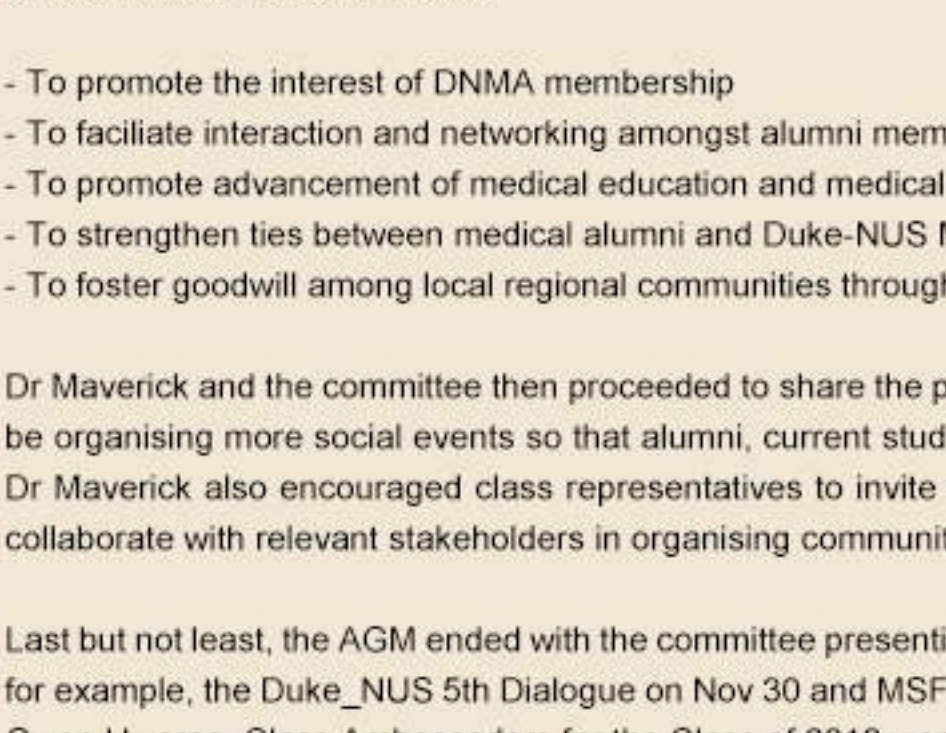 - To promote the interest of DNMA membership
- To faciliate interaction and networking amongst alumni mem
- To promote advancement of medical education and medical
- To strengthen ties between medical alumni and Duke-NUS
- To foster goodwill among local regional communities through
Dr Maverick and the committee then proceeded to share the p
be organising more social events so that alumni, current stud
Dr Maverick also encouraged class representatives to invite
collaborate with relevant stakeholders in organising communit
Last but not least, the AGM ended with the committee presenti
for example, the Duke_NUS 5th Dialogue on Nov 30 and MSF